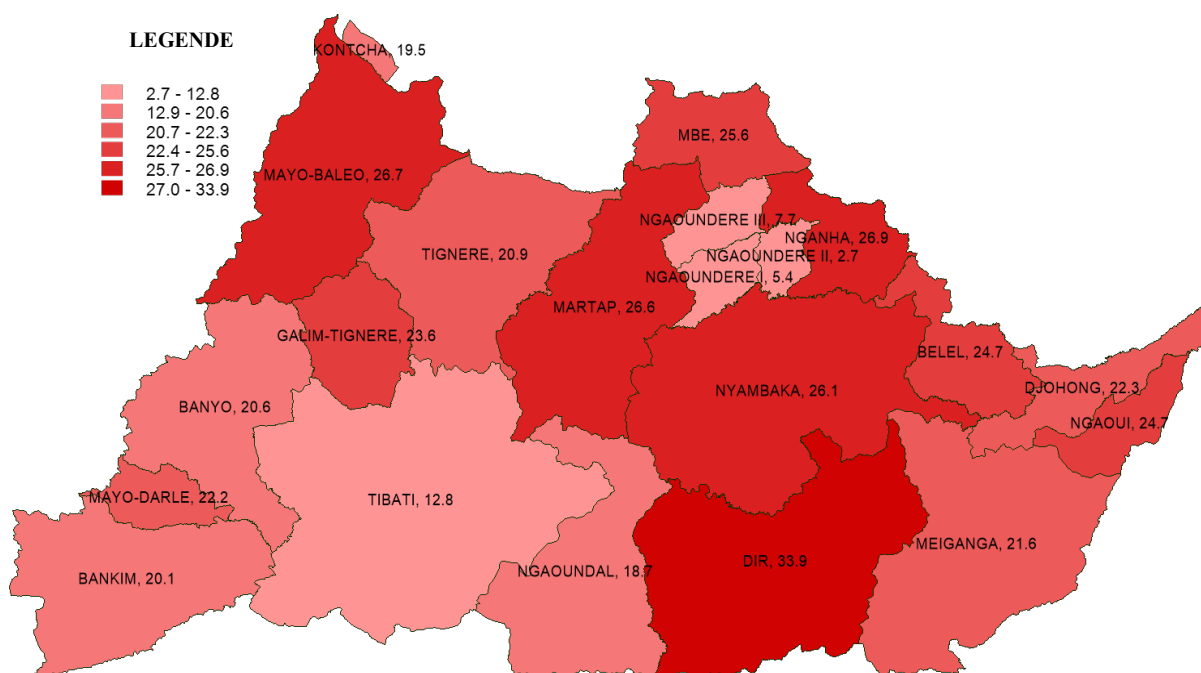 LEGENDE
2.7 - 12.8
12.9 - 20.6
20.7 - 22.3
22.4 - 25.6
25.7 - 26.9
27.0 - 33.9
KONTCHA, 19.5
MBE, 25.6
MAYO-BALEO, 26.7
NGAOUNDERE III, 7.7
NGANHA, 26.9
TIGNERE, 20.9
NGAOUNDERE II, 2.7
NGAOUNDERE I, 5.4
MARTAP, 26.6
GALIM-TIGNERE, 23.6
BELEL, 24.7
DJOHONG, 22.3
NYAMBAKA, 26.1
BANYO, 20.6
NGAOUI, 24.7
MAYO-DARLE, 22.2
TIBATI, 12.8
MEIGANGA, 21.6
DIR, 33.9
NGAOUNDAL, 18.7
BANKIM, 20.1